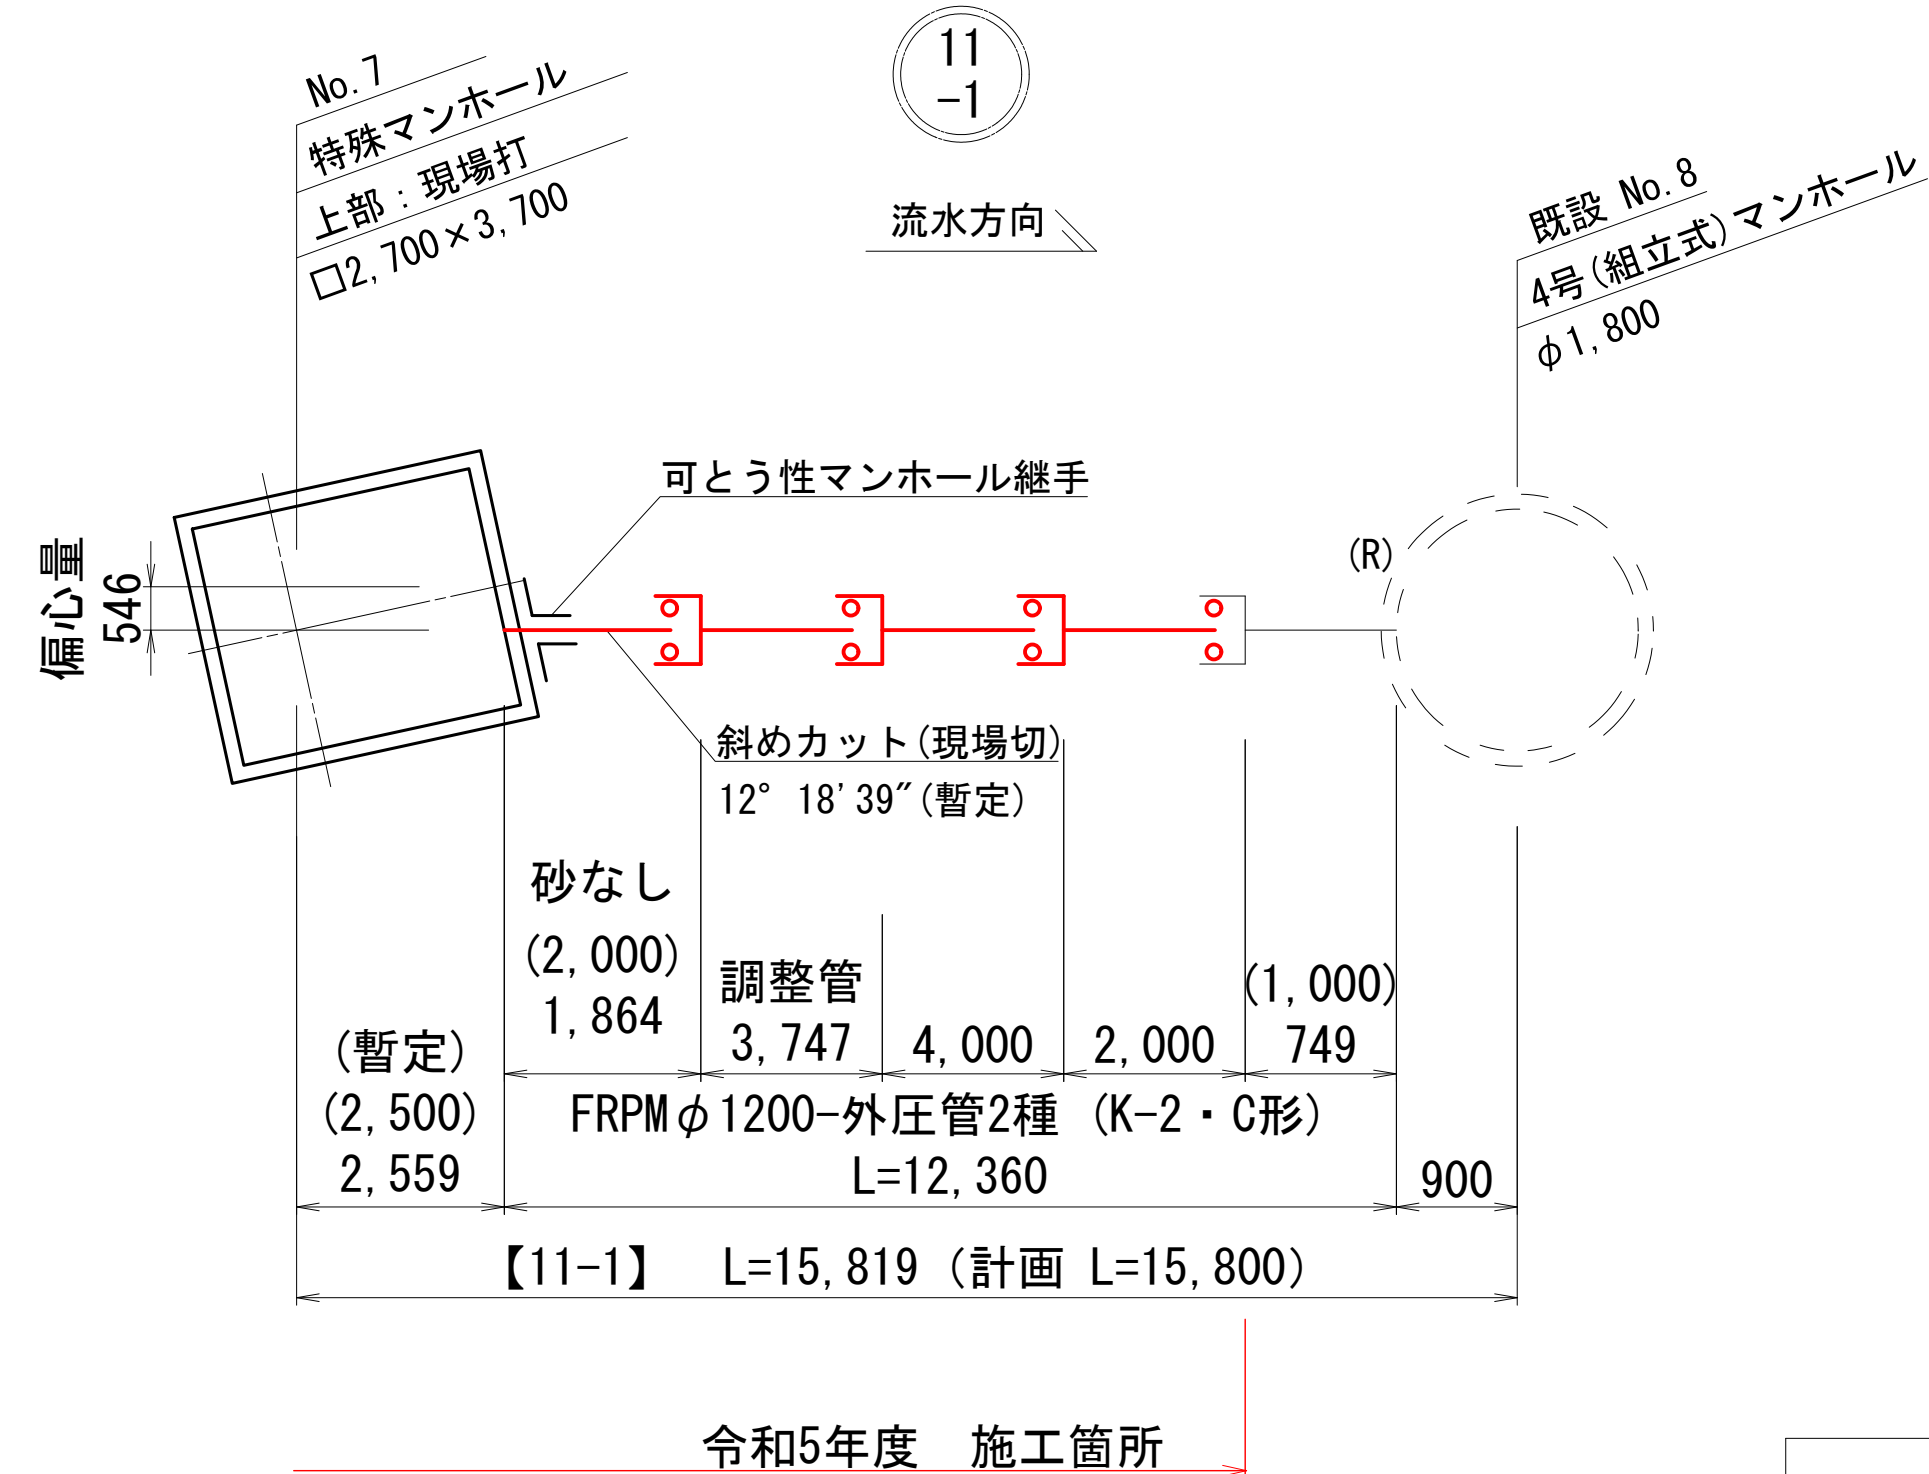 11
-1
No.7
特殊マンホール
上部：現場打
□2,700×3,700
流水方向
既設 No.8
4号(組立式)マンホール
φ1,800
可とう性マンホール継手
(R)
偏心量
546
斜めカット(現場切)
12° 18′39″(暫定)
砂なし
(2,000)
1,864
調整管
3,747
4,000
2,000
(1,000)
749
(暫定)
(2,500)
2,559
FRPMφ1200-外圧管2種 (K-2・C形)
L=12,360
900
【11-1】 L=15,819 (計画 L=15,800)
令和5年度 施工箇所